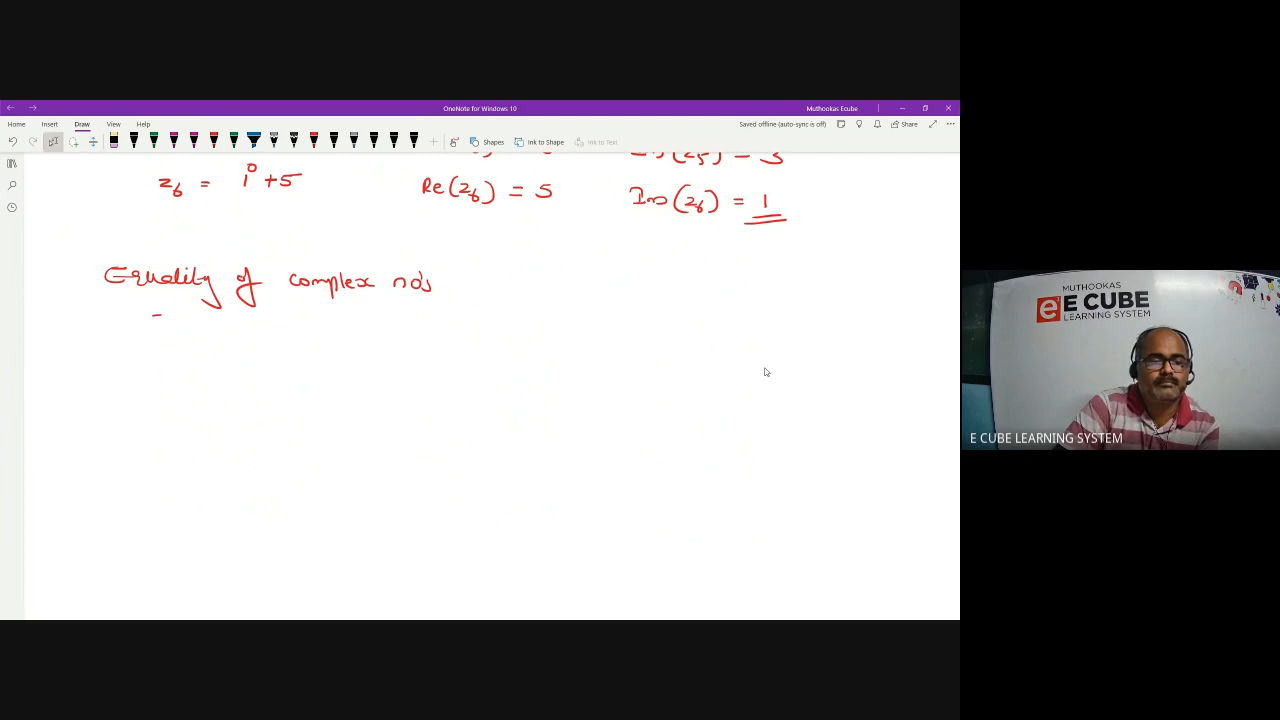 OneNote for Windows 10
Muthookas Ecube
Home Insert Draw View Help
Saved offline (auto-sync is off)
Share
Shapes
Ink to Shape
Ink to Text
z6 = i + 5
Re(z6) = 5
Im(z6) = 1
Equality of complex no's
MUTHOOKAS
e E CUBE
LEARNING SYSTEM
E CUBE LEARNING SYSTEM